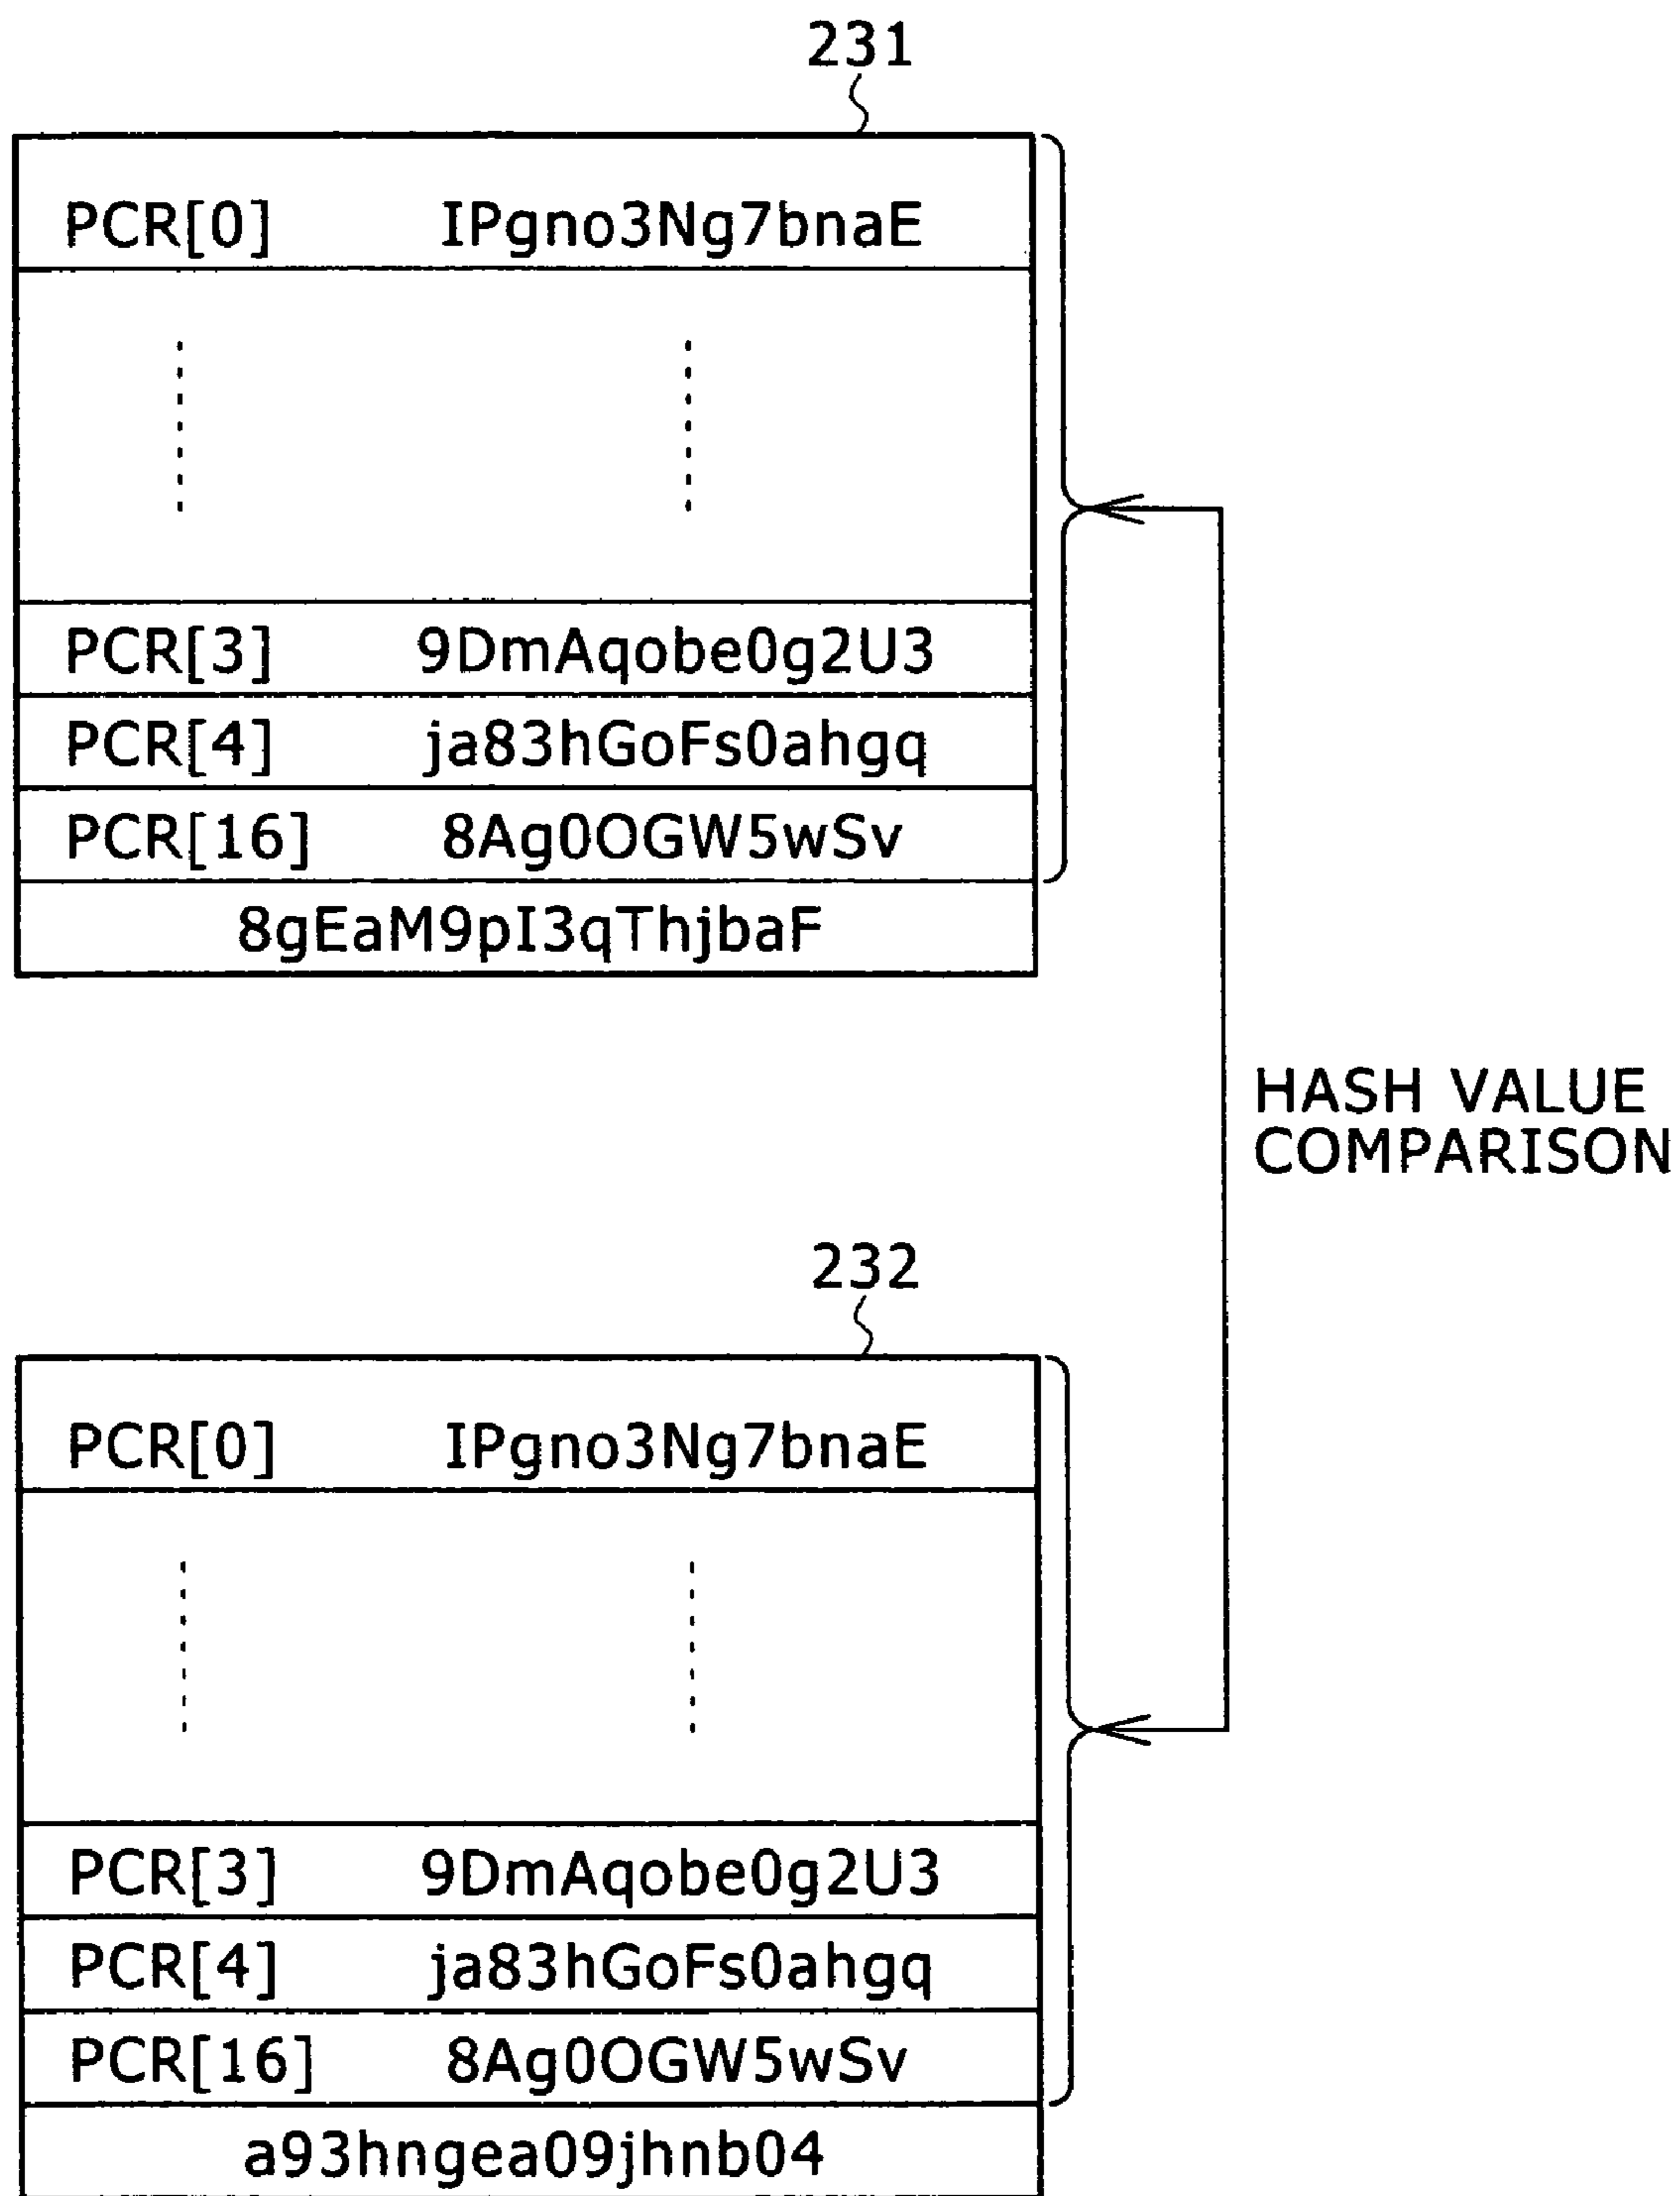 231
PCR[0] IPgno3Ng7bnaE
PCR[3] 9DmAqobe0g2U3
PCR[4] ja83hGoFs0ahgq
PCR[16] 8Ag0OGW5wSv
8gEaM9pI3qThjbaF
HASH VALUE
COMPARISON
232
PCR[0] IPgno3Ng7bnaE
PCR[3] 9DmAqobe0g2U3
PCR[4] ja83hGoFs0ahgq
PCR[16] 8Ag0OGW5wSv
a93hngea09jhnb04